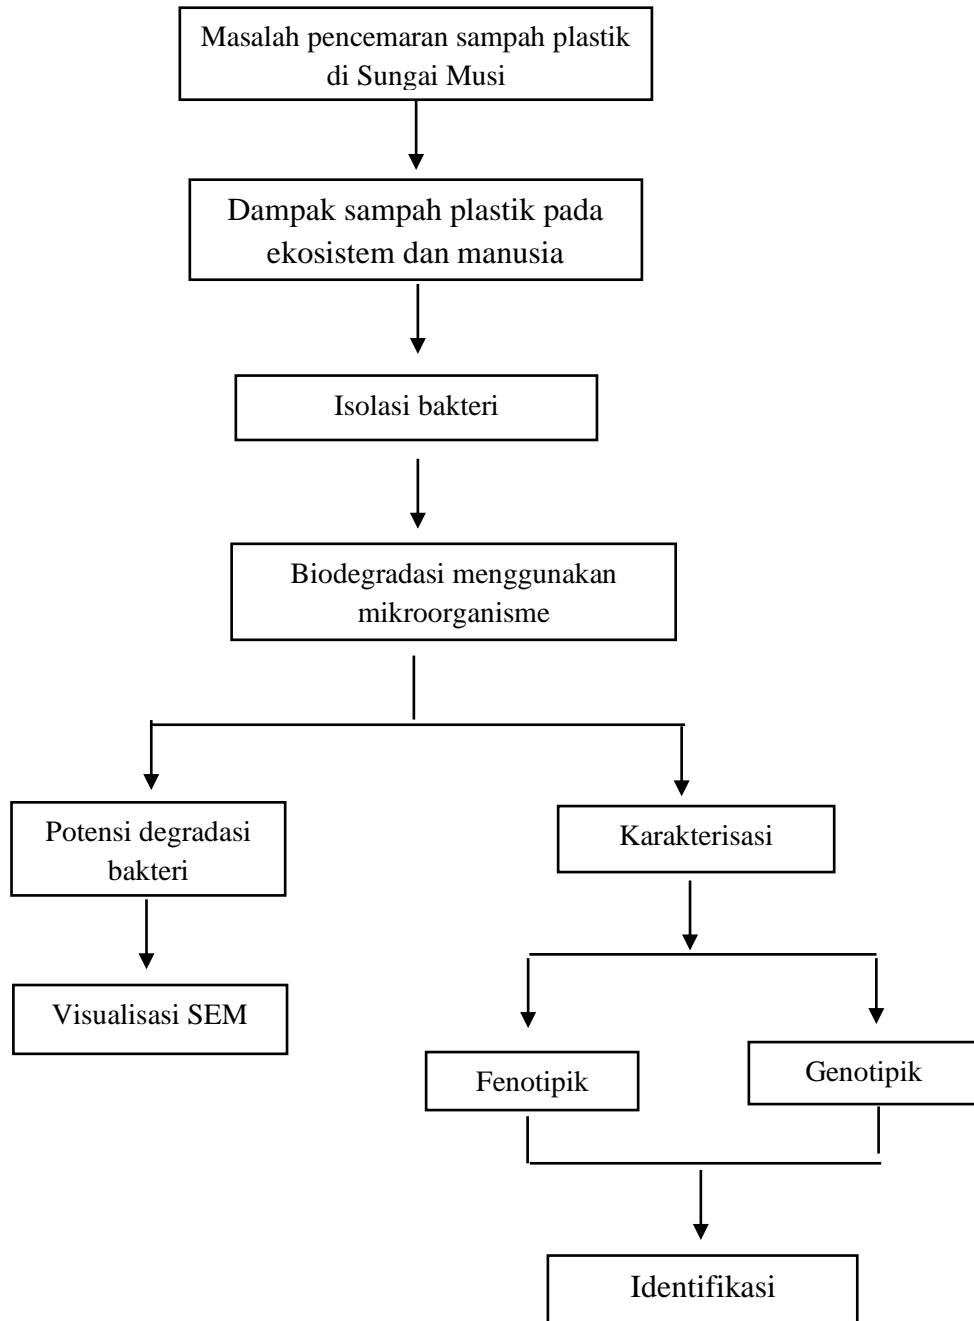 Masalah pencemaran sampah plastik
di Sungai Musi
Dampak sampah plastik pada
ekosistem dan manusia
Isolasi bakteri
Biodegradasi menggunakan
mikroorganisme
Potensi degradasi
bakteri
Karakterisasi
Visualisasi SEM
Fenotipik
Genotipik
Identifikasi